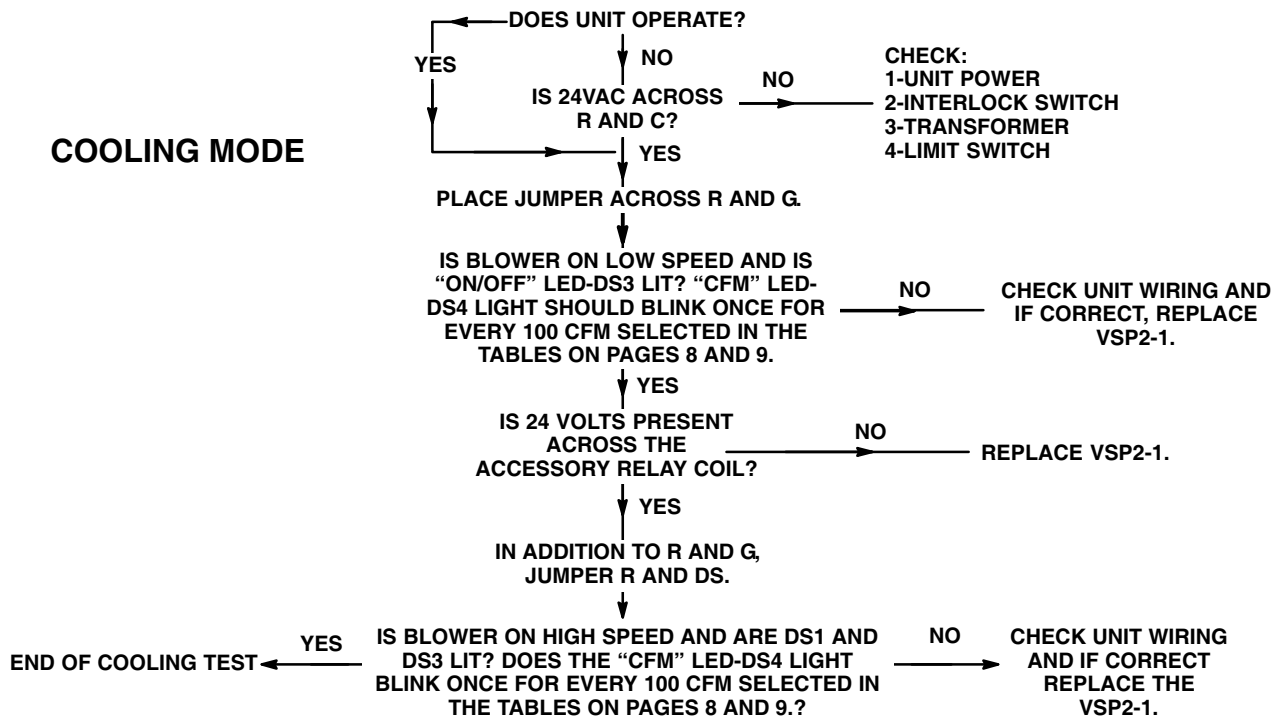 DOES UNIT OPERATE?
YES
NO
IS 24VAC ACROSS
R AND C?
NO
CHECK:
1-UNIT POWER
2-INTERLOCK SWITCH
3-TRANSFORMER
4-LIMIT SWITCH
COOLING MODE
YES
PLACE JUMPER ACROSS R AND G.
IS BLOWER ON LOW SPEED AND IS
“ON/OFF” LED-DS3 LIT? “CFM” LED-
DS4 LIGHT SHOULD BLINK ONCE FOR
EVERY 100 CFM SELECTED IN THE
TABLES ON PAGES 8 AND 9.
NO
CHECK UNIT WIRING AND
IF CORRECT, REPLACE
VSP2-1.
YES
IS 24 VOLTS PRESENT
ACROSS THE
ACCESSORY RELAY COIL?
NO
REPLACE VSP2-1.
YES
IN ADDITION TO R AND G,
JUMPER R AND DS.
IS BLOWER ON HIGH SPEED AND ARE DS1 AND
DS3 LIT? DOES THE “CFM” LED-DS4 LIGHT
BLINK ONCE FOR EVERY 100 CFM SELECTED IN
THE TABLES ON PAGES 8 AND 9.?
YES
END OF COOLING TEST
NO
CHECK UNIT WIRING
AND IF CORRECT
REPLACE THE
VSP2-1.